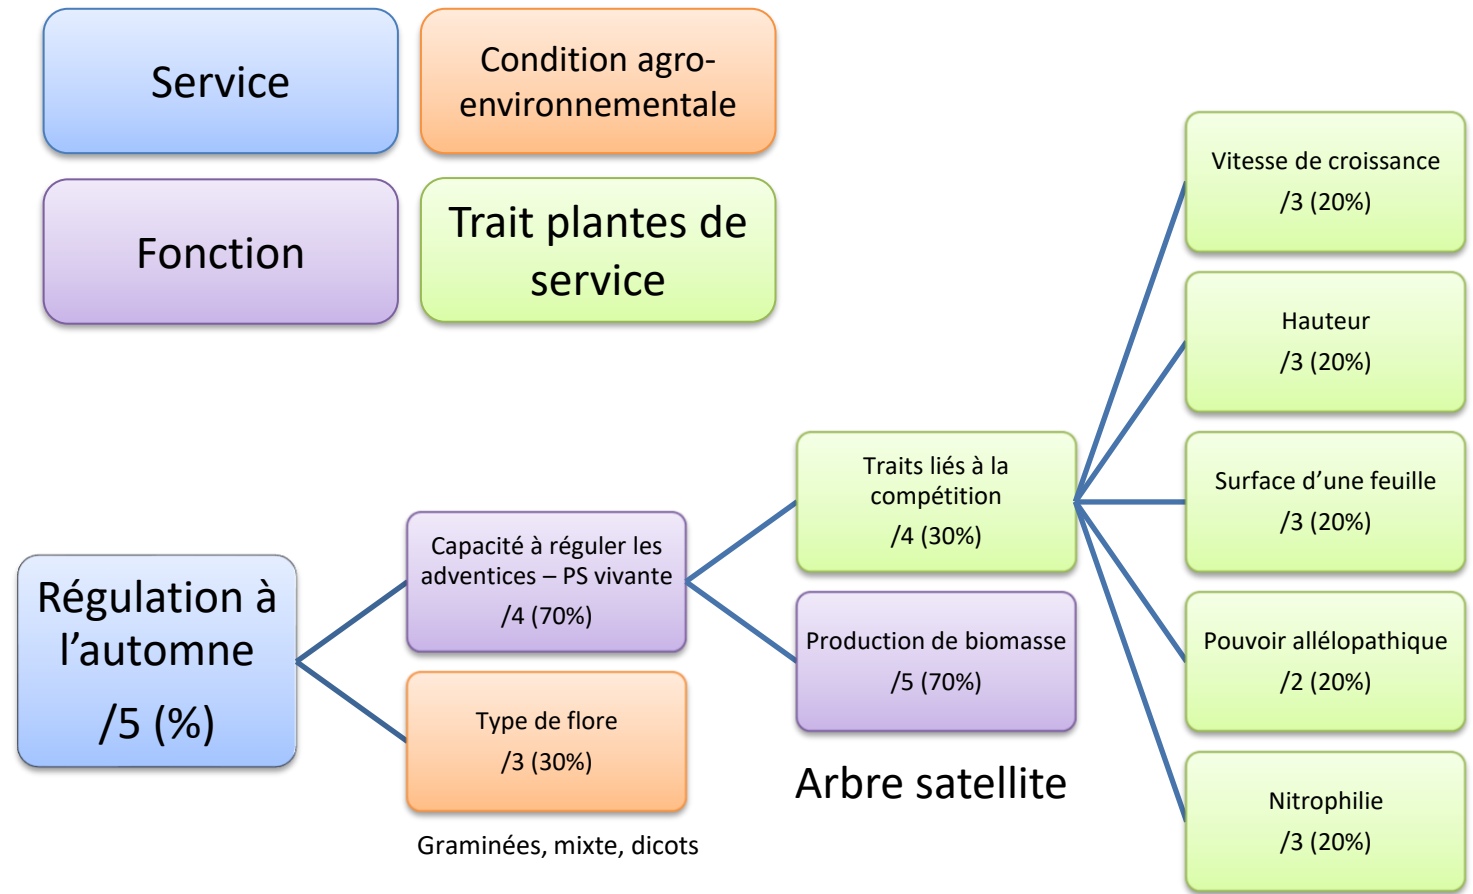 Service
Condition agro-
environnementale
Fonction
Trait plantes de
service
Régulation à
l'automne
/5 (%)
Capacité à réguler les
adventices – PS vivante
/4 (70%)
Type de flore
/3 (30%)
Graminées, mixte, dicots
Traits liés à la
compétition
/4 (30%)
Production de biomasse
/5 (70%)
Arbre satellite
Vitesse de croissance
/3 (20%)
Hauteur
/3 (20%)
Surface d'une feuille
/3 (20%)
Pouvoir allélopathique
/2 (20%)
Nitrophilie
/3 (20%)